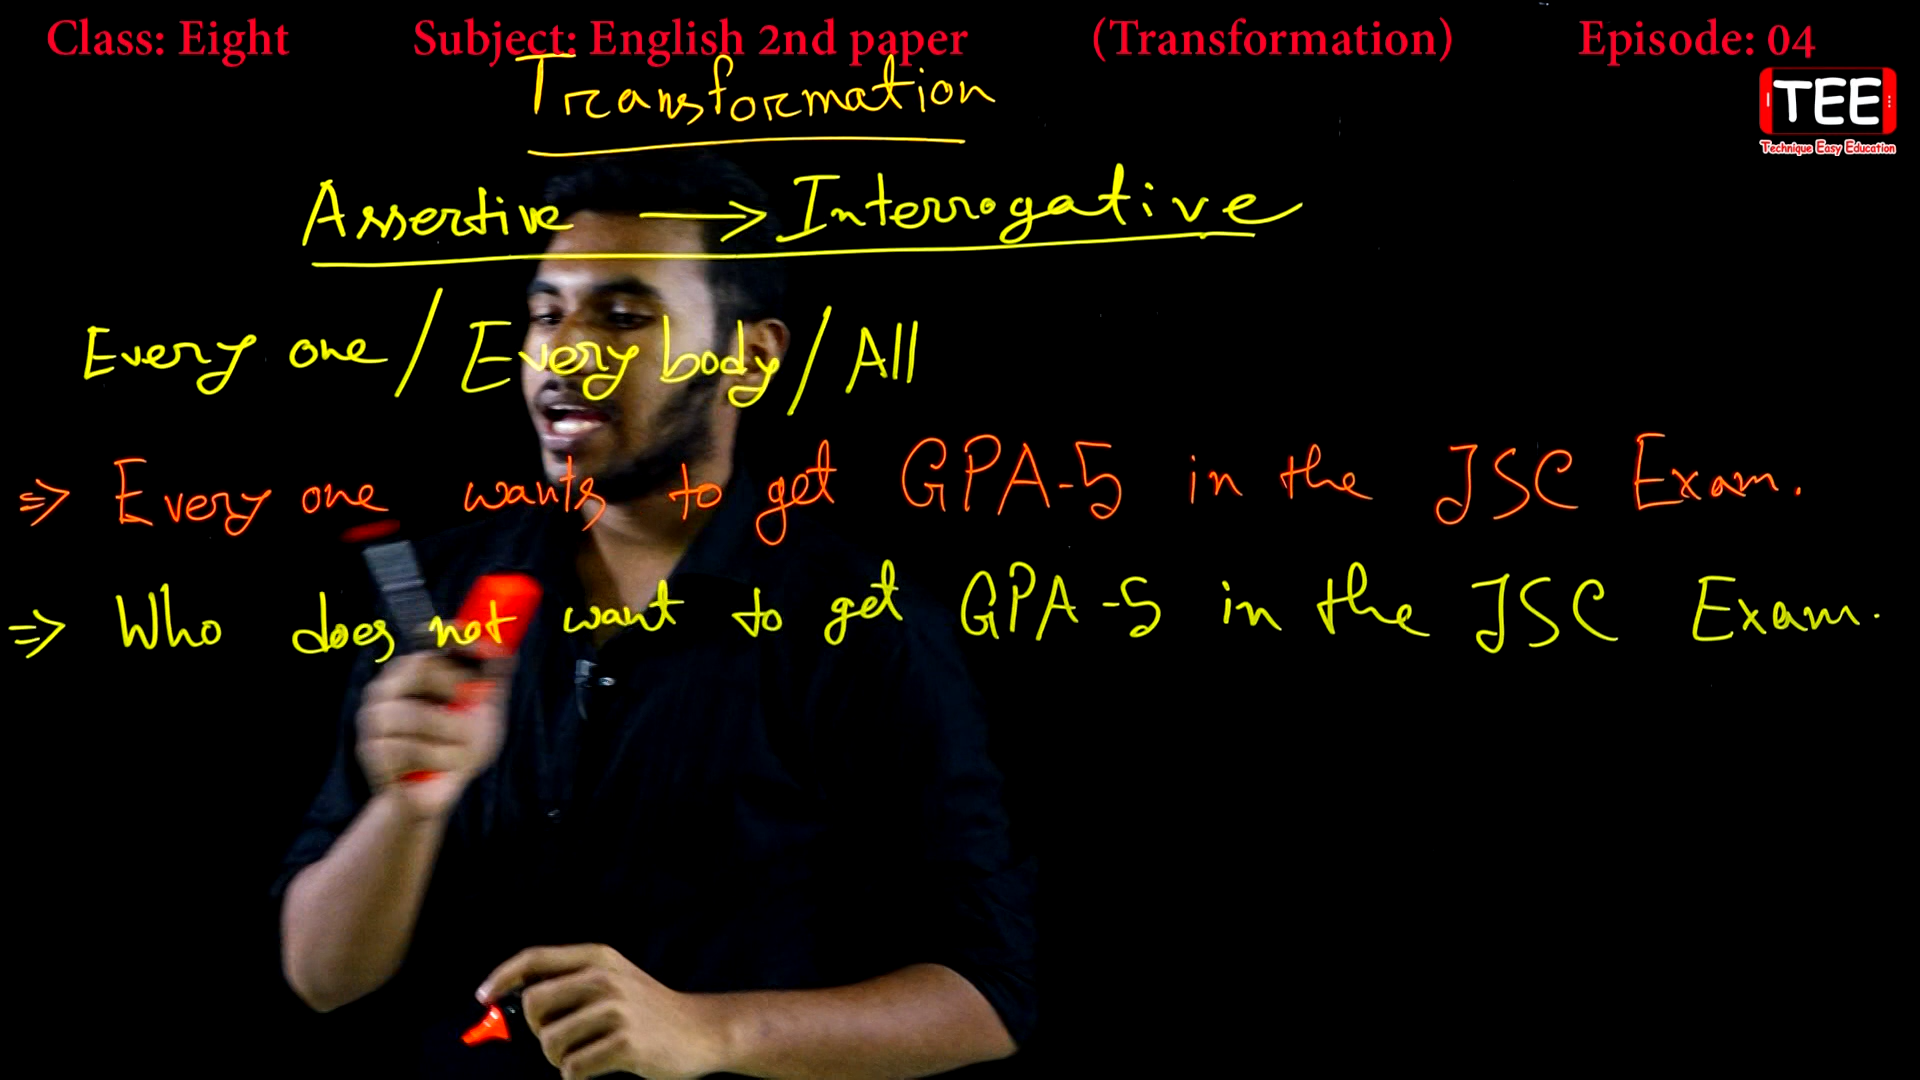 Class: Eight Subject: English 2nd paper (Transformation) Episode: 04
TEE
Technique Easy Education
Transformation
Assertive → Interrogative
Every one / Every body / All
⇒ Every one wants to get GPA-5 in the JSC Exam.
⇒ Who does not want to get GPA-5 in the JSC Exam.